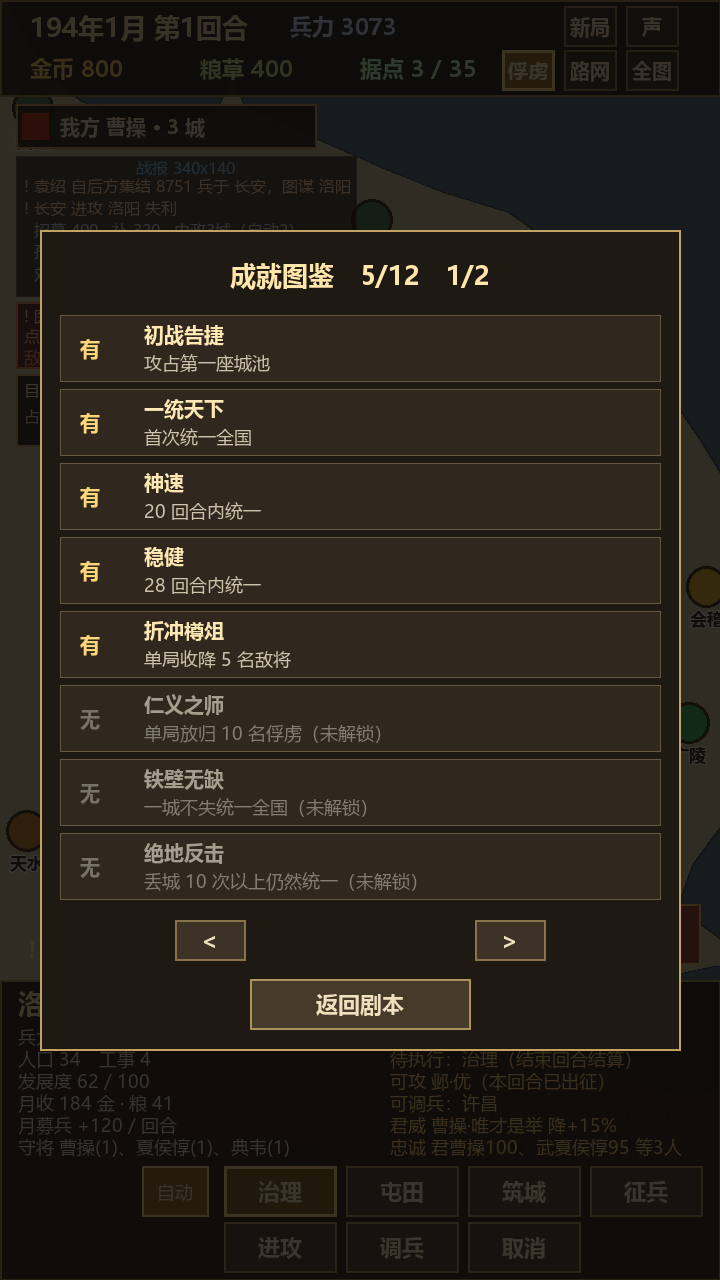 194年1月 第1回合 兵力 3073 新局 声
金币 800 粮草 400 据点 3 / 35 俘虏 路网 全图
我方 曹操 • 3 城
战报 340x140
! 袁绍 自后方集结 8751 兵于 长安，图谋 洛阳
! 长安 进攻 洛阳 失利
成就图鉴 5/12 1/2
有 初战告捷
攻占第一座城池
有 一统天下
首次统一全国
有 神速
20 回合内统一
有 稳健
28 回合内统一
有 折冲樽俎
单局收降 5 名敌将
无 仁义之师
单局放归 10 名俘虏（未解锁）
无 铁壁无缺
一城不失统一全国（未解锁）
无 绝地反击
丢城 10 次以上仍然统一（未解锁）
< >
返回剧本
会稽
陵
天水
人口 34 工事 4 待执行：治理（结束回合结算）
发展度 62 / 100 可攻 邺·优（本回合已出征）
月收 184 金 · 粮 41 可调兵：许昌
月募兵 +120 / 回合 君威 曹操·唯才是举 降+15%
守将 曹操(1)、夏侯惇(1)、典韦(1) 忠诚 君曹操100、武夏侯惇95 等3人
自动 治理 屯田 筑城 征兵
进攻 调兵 取消